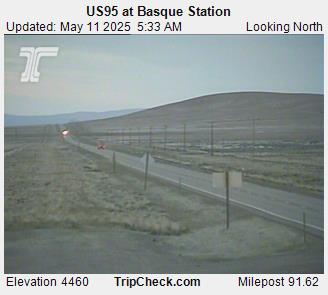 US95 at Basque Station
Updated: May 11 2025 5:33 AM Looking North
Elevation 4460 TripCheck.com Milepost 91.62